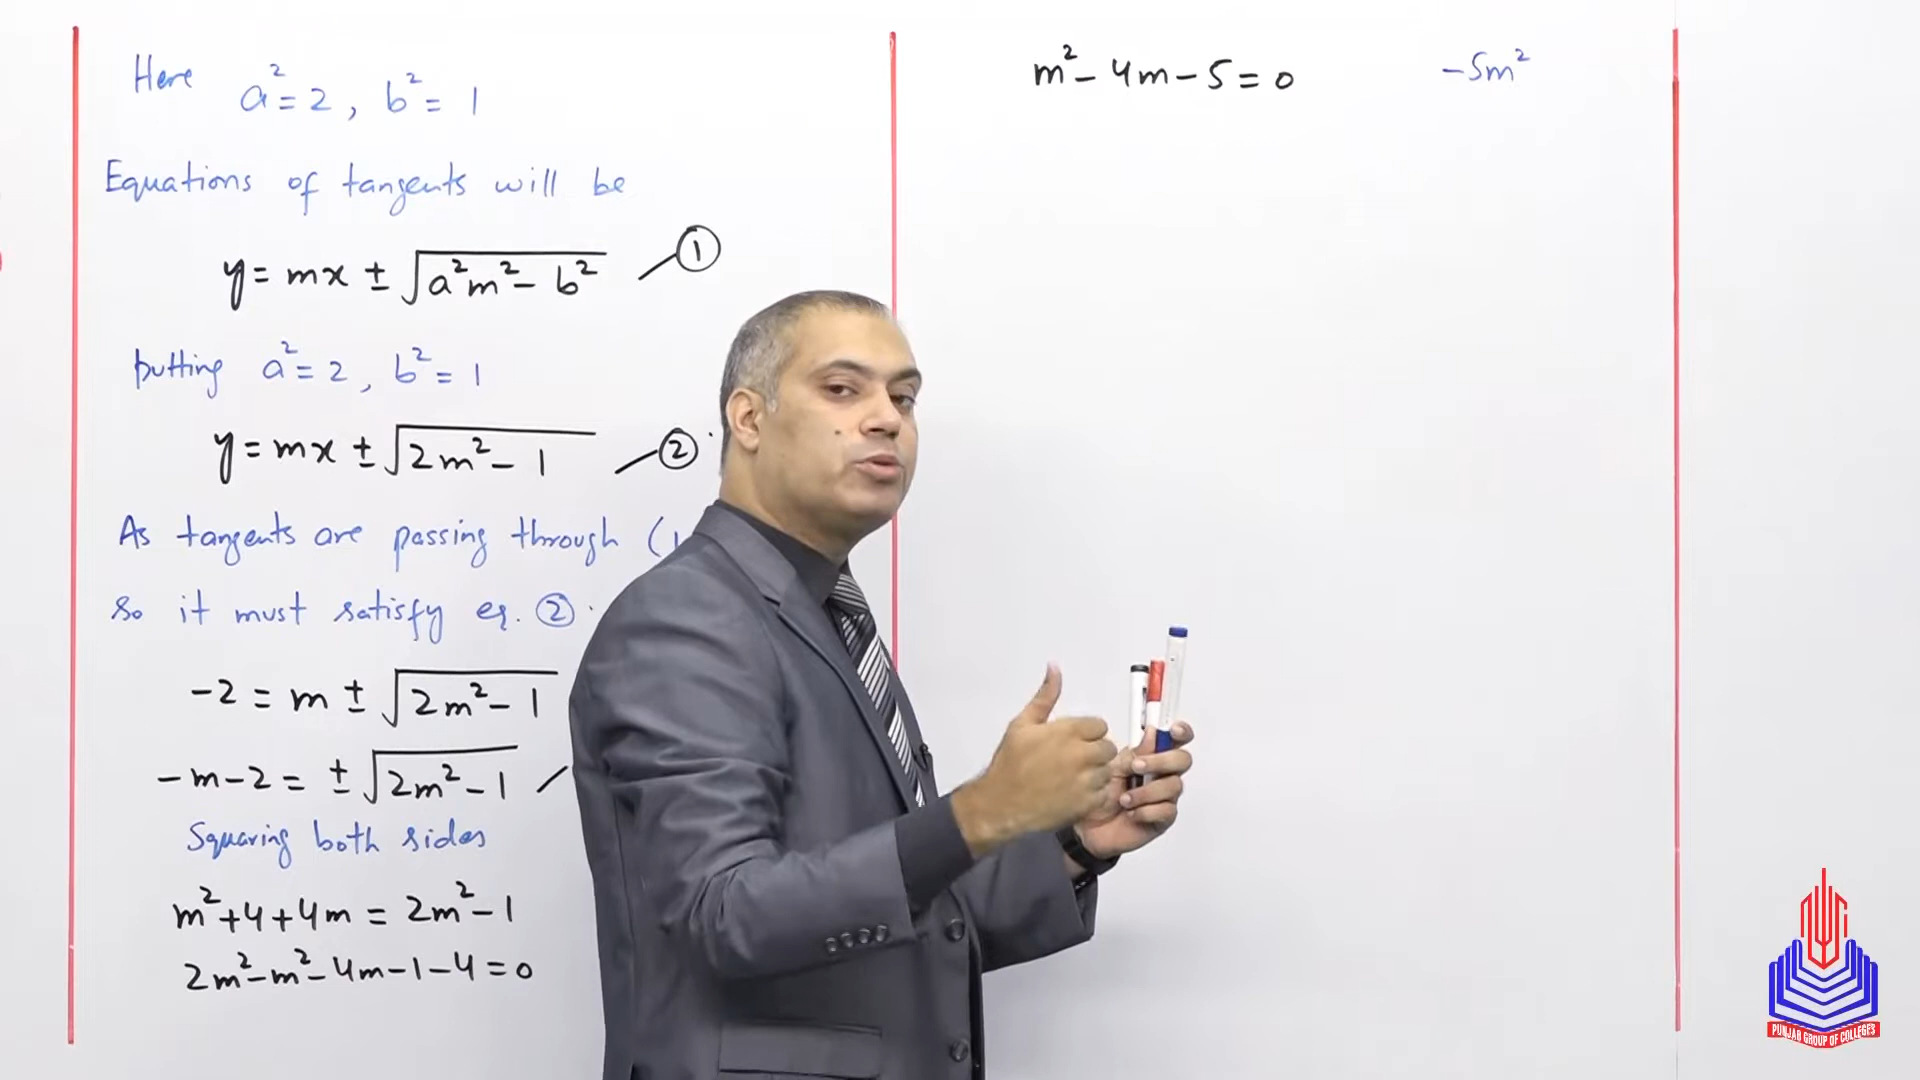 Here a² = 2, b² = 1
Equations of tangents will be
y = mx ± √a²m² - b² ①
putting a² = 2, b² = 1
y = mx ± √2m² - 1 ②
As tangents are passing through (1
so it must satisfy eq. ②.
-2 = m ± √2m² - 1
-m-2 = ± √2m² - 1
Squaring both sides
m²+4+4m = 2m²-1
2m²-m²-4m-1-4=0
m²-4m-5=0
-5m²
PUNJAB GROUP OF COLLEGES